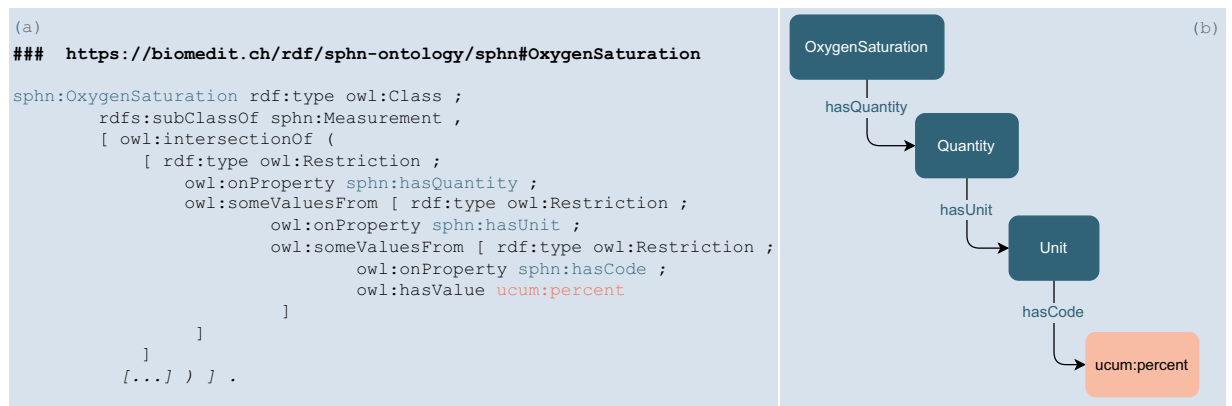 (a)
### https://biomedit.ch/rdf/sphn-ontology/sphn#OxygenSaturation
sphn:OxygenSaturation rdf:type owl:Class ;
rdfs:subClassOf sphn:Measurement ,
[ owl:intersectionOf (
[ rdf:type owl:Restriction ;
owl:onProperty sphn:hasQuantity ;
owl:someValuesFrom [ rdf:type owl:Restriction ;
owl:onProperty sphn:hasUnit ;
owl:someValuesFrom [ rdf:type owl:Restriction ;
owl:onProperty sphn:hasCode ;
owl:hasValue ucum:percent
]
]
]
[...] ) ] .
(b)
OxygenSaturation
hasQuantity
Quantity
hasUnit
Unit
hasCode
ucum:percent